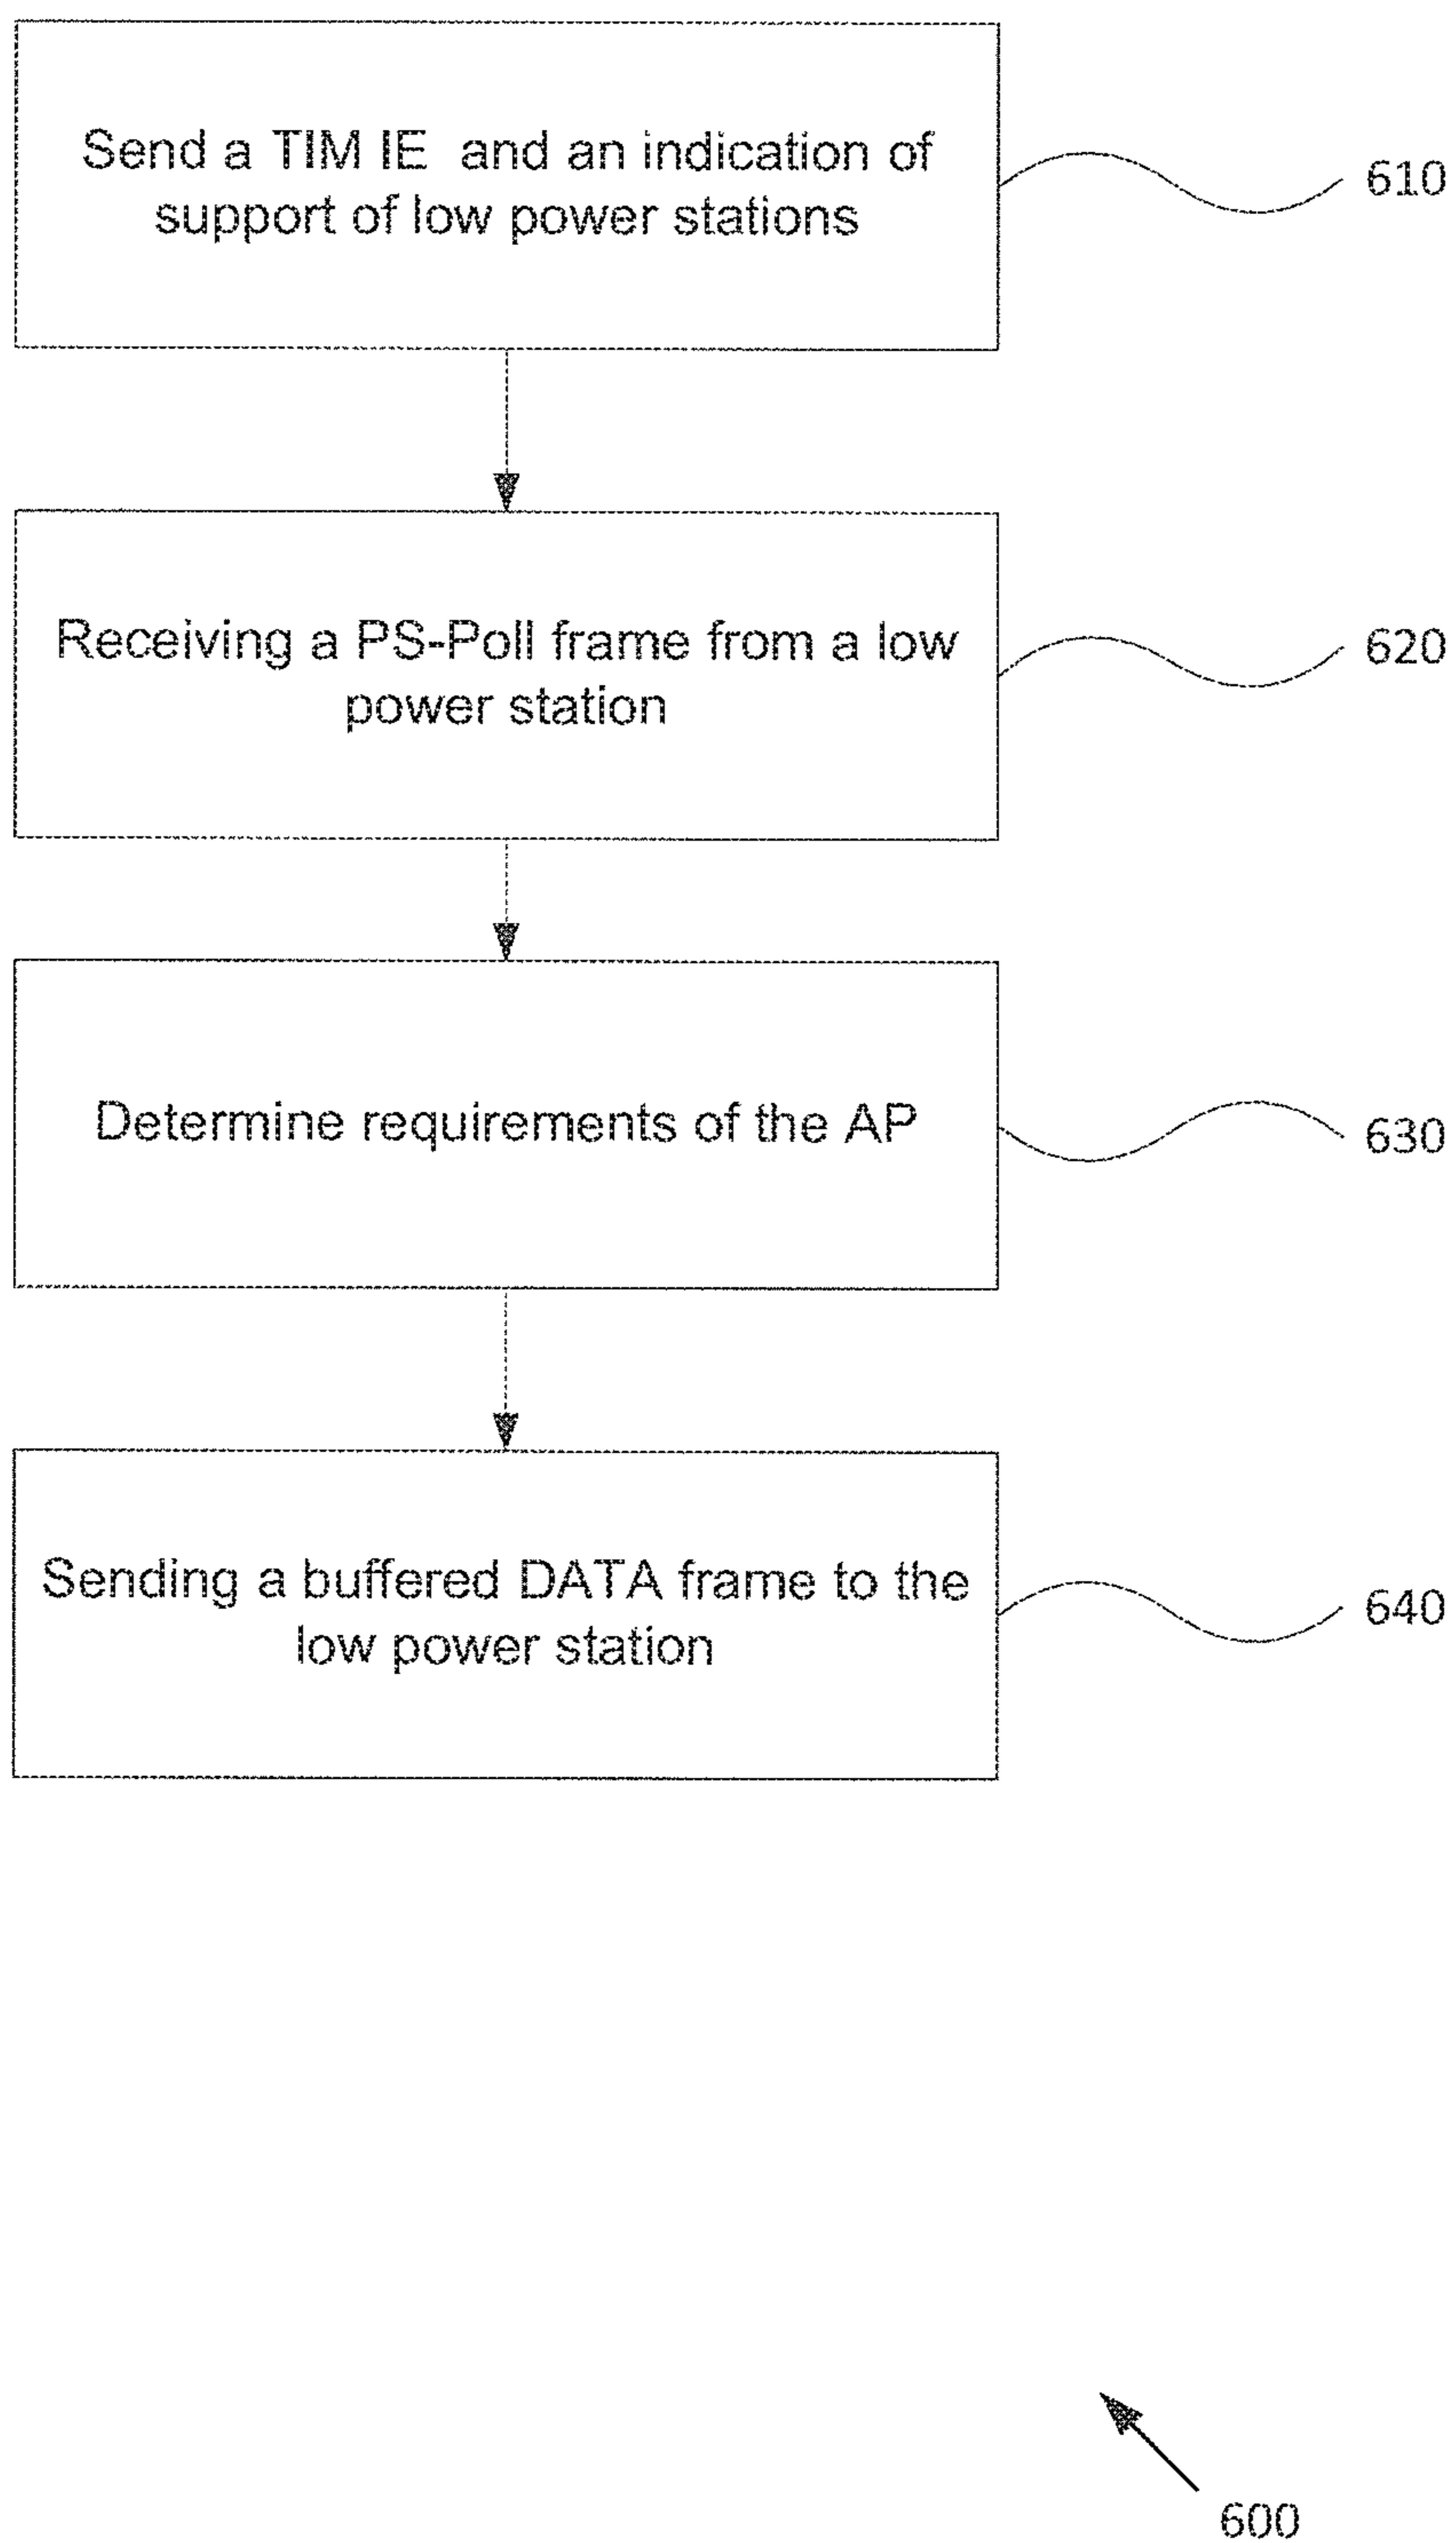 Send a TIM IE and an indication of
support of low power stations
610
Receiving a PS-Poll frame from a low
power station
620
Determine requirements of the AP
630
Sending a buffered DATA frame to the
low power station
640
600